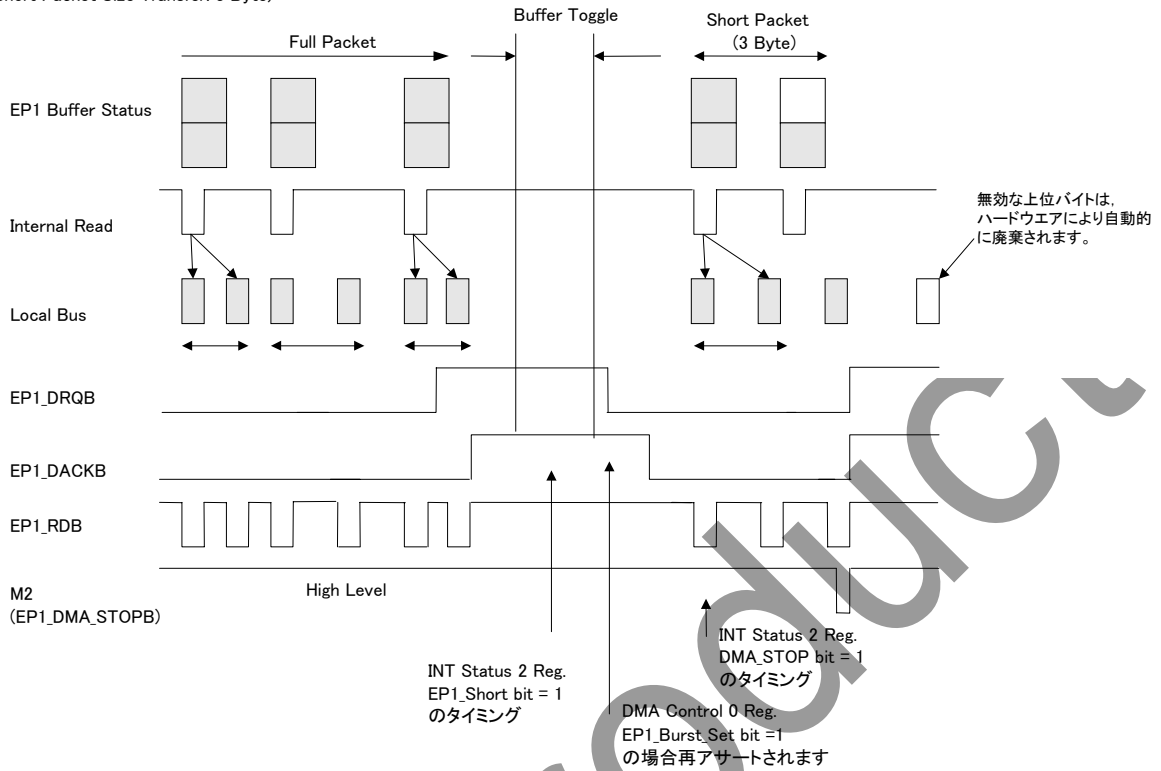 Buffer Toggle
Full Packet
Short Packet
(3 Byte)
EP1 Buffer Status
Internal Read
無効な上位バイトは,
ハードウエアにより自動的
に廃棄されます。
Local Bus
EP1_DRQB
EP1_DACKB
EP1_RDB
M2
(EP1_DMA_STOPB)
High Level
INT Status 2 Reg.
EP1_Short bit = 1
のタイミング
DMA Control 0 Reg.
EP1_Burst_Set bit =1
の場合再アサートされます
INT Status 2 Reg.
DMA_STOP bit = 1
のタイミング